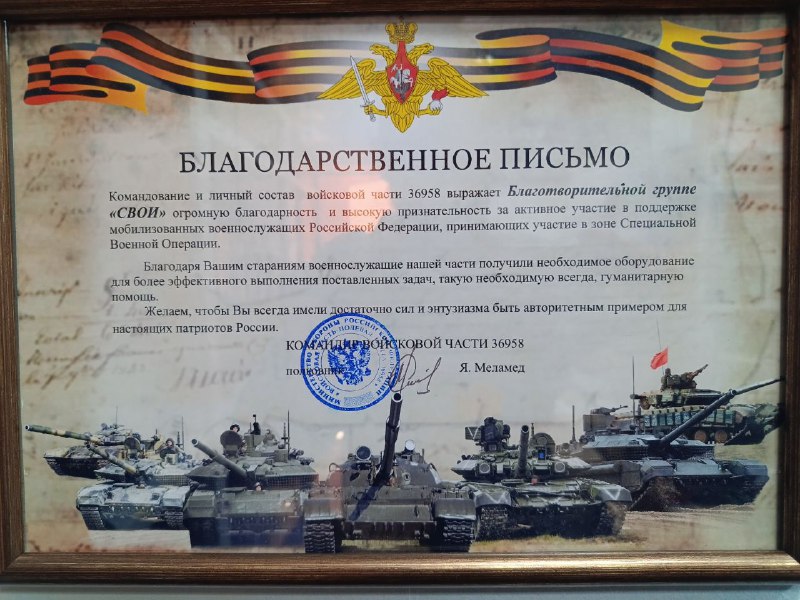 БЛАГОДАРСТВЕННОЕ ПИСЬМО
Командование и личный состав войсковой части 36958 выражает Благотворительной группе
«СВОИ» огромную благодарность и высокую признательность за активное участие в поддержке
мобилизованных военнослужащих Российской Федерации, принимающих участие в зоне Специальной
Военной Операции.
Благодаря Вашим стараниям военнослужащие нашей части получили необходимое оборудование
для более эффективного выполнения поставленных задач, такую необходимую всегда, гуманитарную
помощь.
Желаем, чтобы Вы всегда имели достаточно сил и энтузиазма быть авторитетным примером для
настоящих патриотов России.
КОМАНДИР ВОЙСКОВОЙ ЧАСТИ 36958
полковник Я. Меламед
МИНИСТЕРСТВО ОБОРОНЫ РОССИЙСКОЙ